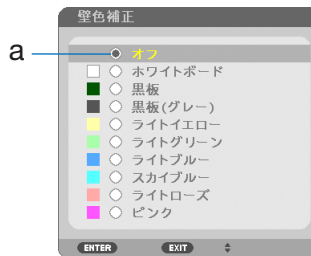 壁色補正
a
オフ
ホワイトボード
黒板
黒板(グレー)
ライトイエロー
ライトグリーン
ライトブルー
スカイブルー
ライトローズ
ピンク
ENTER EXIT